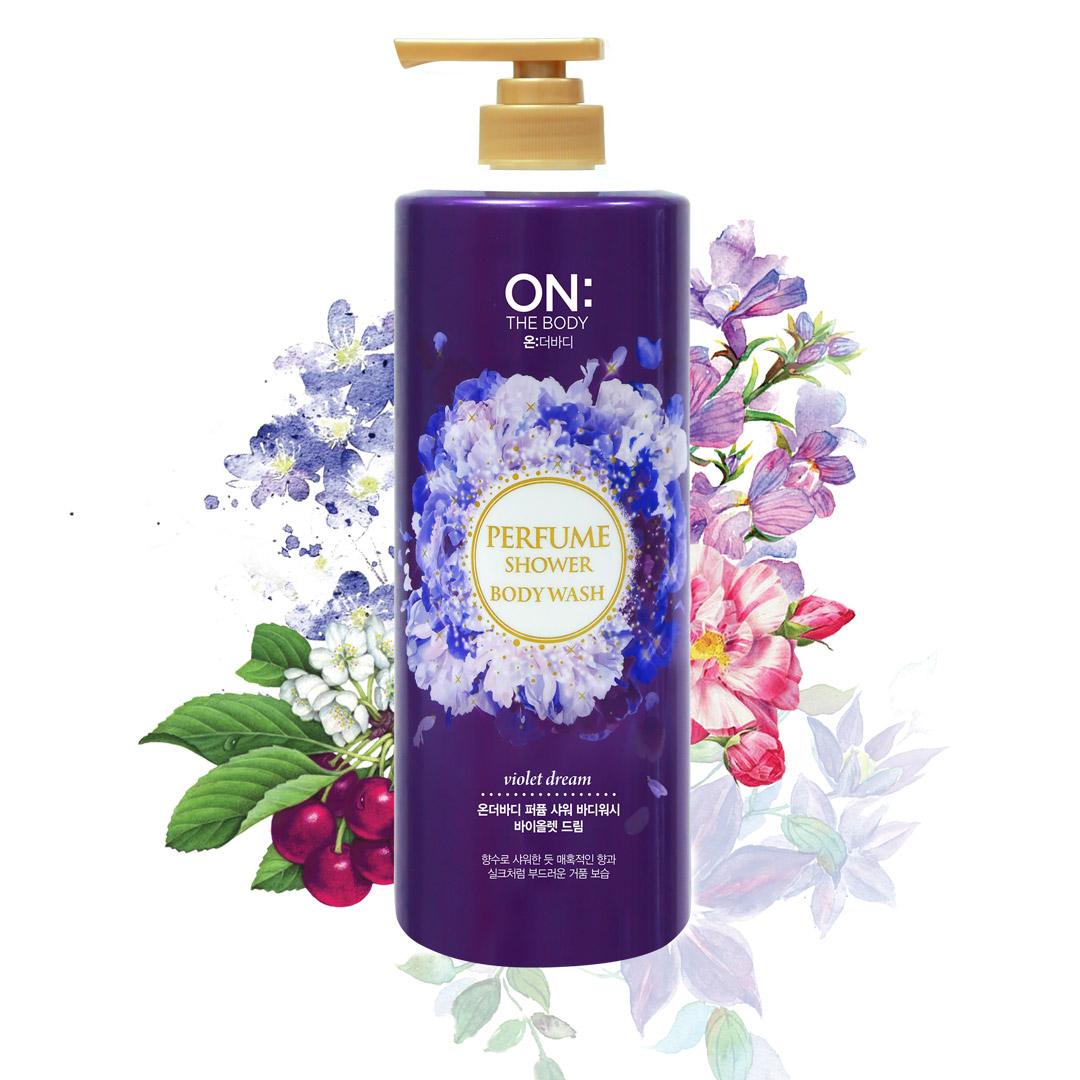 ON:
THE BODY
온:더바디
PERFUME
SHOWER
BODY WASH
violet dream
온더바디 퍼퓸 샤워 바디워시
바이올렛 드림
향수로 샤워한 듯 매혹적인 향과
실크처럼 부드러운 거품 보습